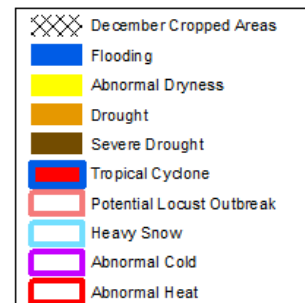 December Cropped Areas
Flooding
Abnormal Dryness
Drought
Severe Drought
Tropical Cyclone
Potential Locust Outbreak
Heavy Snow
Abnormal Cold
Abnormal Heat